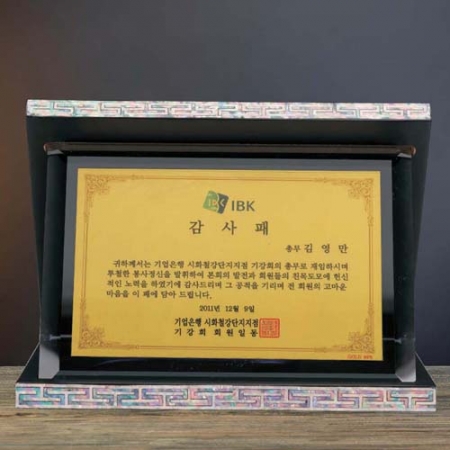 IBK
감 사 패
총무 김 영 만
귀하께서는 기업은행 시화철강단지지점 기강회의 총무로 재임하시며
투철한 봉사정신을 발휘하여 본회의 발전과 회원들의 친목도모에 헌신
적인 노력을 하였기에 감사드리며 그 공적을 기리며 전 회원의 고마운
마음을 이 패에 담아 드립니다.
2011년 12월 9일
기업은행 시화철강단지지점
기 강 회 회 원 일 동